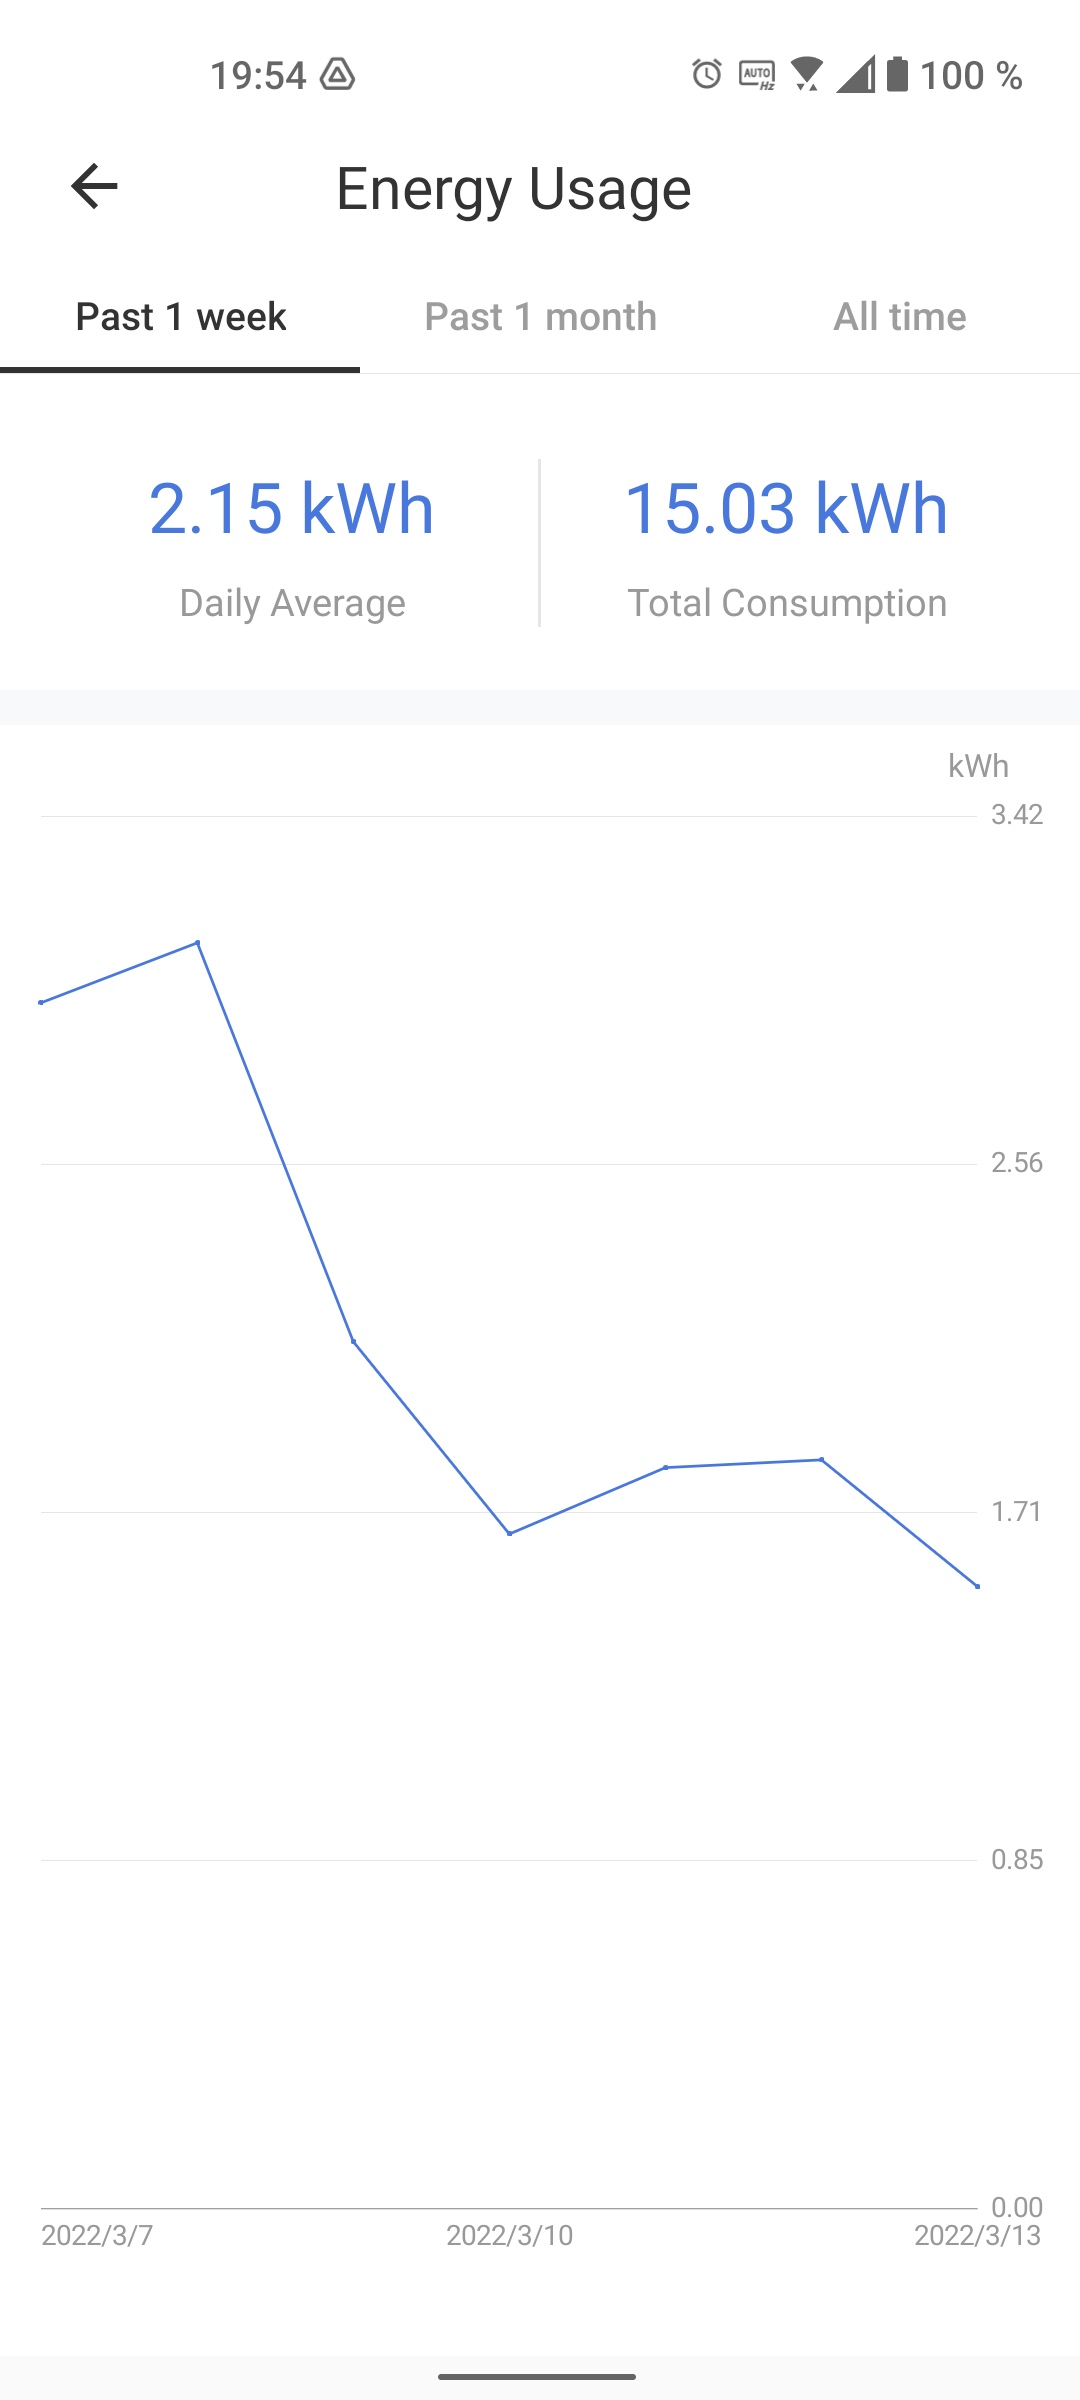 19:54 AUTO Hz 100 %
Energy Usage
Past 1 week Past 1 month All time
2.15 kWh 15.03 kWh
Daily Average Total Consumption
kWh
3.42
2.56
1.71
0.85
0.00
2022/3/7 2022/3/10 2022/3/13